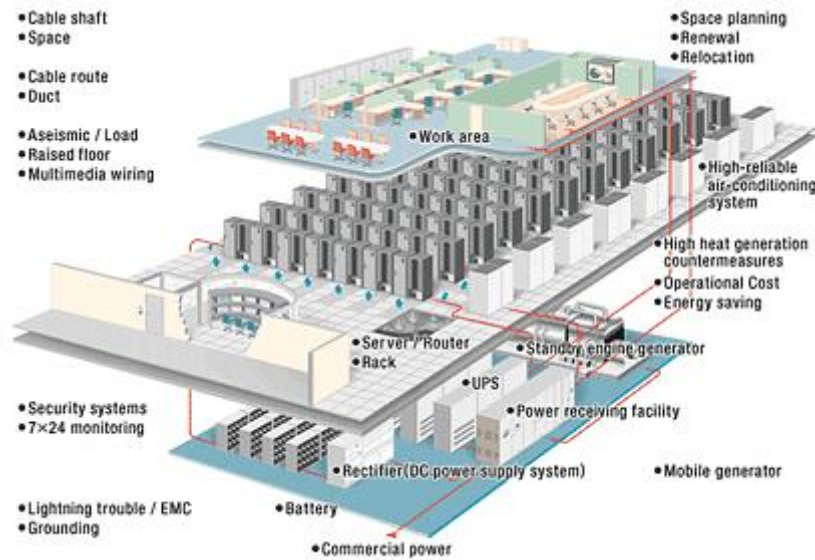 • Cable shaft
• Space
• Cable route
• Duct
• Aseismic / Load
• Raised floor
• Multimedia wiring
• Space planning
• Renewal
• Relocation
• Work area
• High-reliable
air-conditioning
system
• High heat generation
countermeasures
• Operational Cost
• Energy saving
• Server / Router
• Rack
• Standby engine generator
• UPS
• Power receiving facility
• Security systems
• 7×24 monitoring
• Rectifier(DC power supply system)
• Mobile generator
• Lightning trouble / EMC
• Grounding
• Battery
• Commercial power